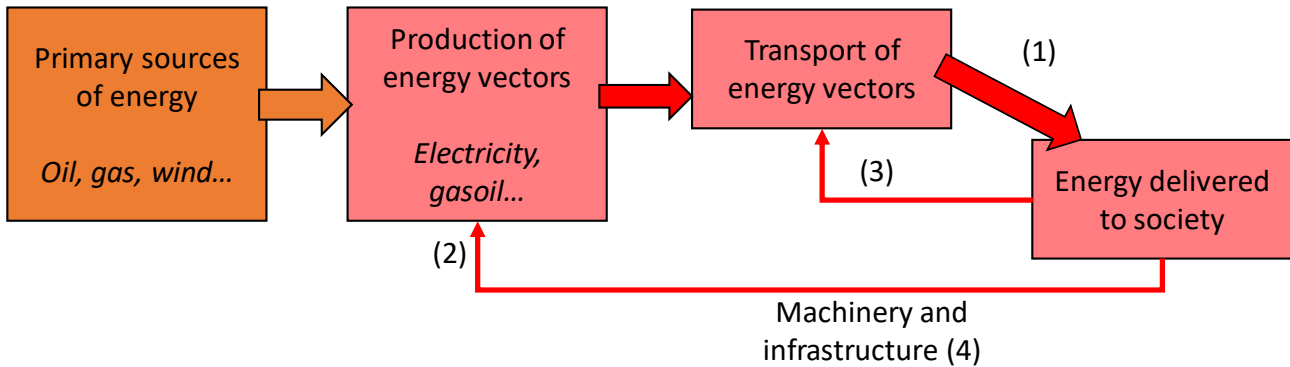 Primary sources
of energy
Oil, gas, wind…
Production of
energy vectors
Electricity,
gasoil…
Transport of
energy vectors
(1)
(3)
Energy delivered
to society
(2)
Machinery and
infrastructure (4)